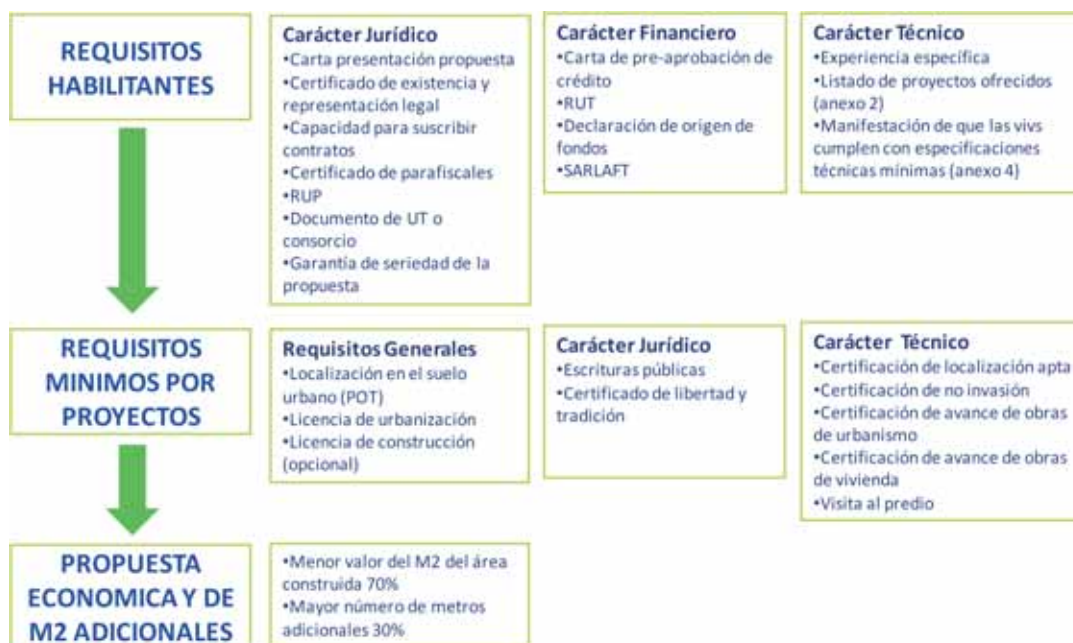 REQUISITOS
HABILITANTES
Carácter Jurídico
•Carta presentación propuesta
•Certificado de existencia y
representación legal
•Capacidad para suscribir
contratos
•Certificado de parafiscales
•RUP
•Documento de UT o
consorcio
•Garantía de seriedad de la
propuesta
Carácter Financiero
•Carta de pre-aprobación de
crédito
•RUT
•Declaración de origen de
fondos
•SARLAFT
Carácter Técnico
•Experiencia específica
•Listado de proyectos ofrecidos
(anexo 2)
•Manifestación de que las vivs
cumplen con especificaciones
técnicas mínimas (anexo 4)
REQUISITOS
MINIMOS POR
PROYECTOS
Requisitos Generales
•Localización en el suelo
urbano (POT)
•Licencia de urbanización
•Licencia de construcción
(opcional)
Carácter Jurídico
•Escrituras públicas
•Certificado de libertad y
tradición
Carácter Técnico
•Certificación de localización apta
•Certificación de no invasión
•Certificación de avance de obras
de urbanismo
•Certificación de avance de obras
de vivienda
•Visita al predio
PROPUESTA
ECONOMICA Y DE
M2 ADICIONALES
•Menor valor del M2 del área
construida 70%
•Mayor número de metros
adicionales 30%